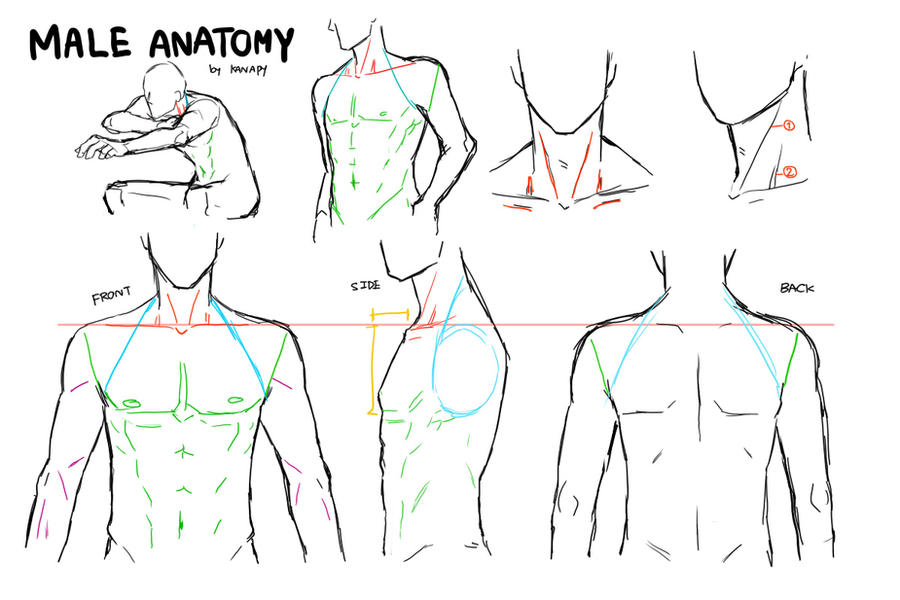 MALE ANATOMY
by KANAPY
①
②
FRONT
SIDE
BACK